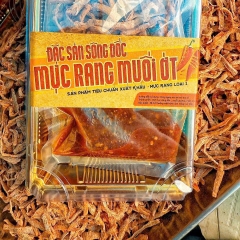 ĐẶC SẢN SÔNG ĐỐC
MỰC RANG MUỐI ỚT
SẢN PHẨM TIÊU CHUẨN XUẤT KHẨU - MỰC RANG LOẠI 1